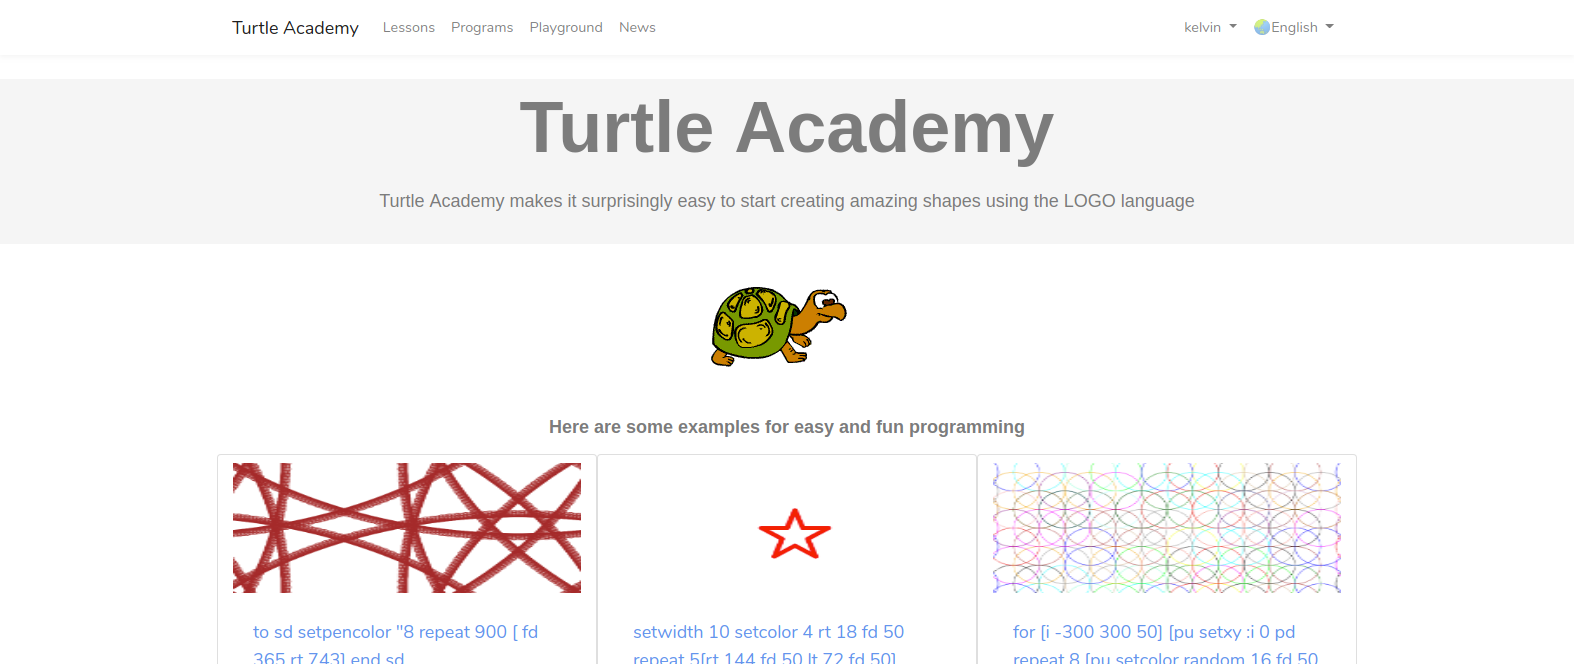 Turtle Academy Lessons Programs Playground News kelvin English
Turtle Academy
Turtle Academy makes it surprisingly easy to start creating amazing shapes using the LOGO language
Here are some examples for easy and fun programming
to sd setpencolor "8 repeat 900 [ fd
365 rt 743] end sd
setwidth 10 setcolor 4 rt 18 fd 50
repeat 5[rt 144 fd 50 lt 72 fd 50]
for [i -300 300 50] [pu setxy :i 0 pd
repeat 8 [pu setcolor random 16 fd 50